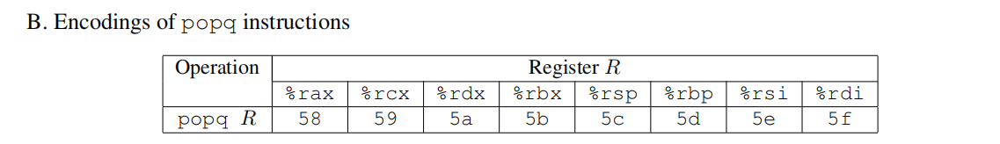 B. Encodings of popq instructions
Operation Register R
%rax %rcx %rdx %rbx %rsp %rbp %rsi %rdi
popq R 58 59 5a 5b 5c 5d 5e 5f